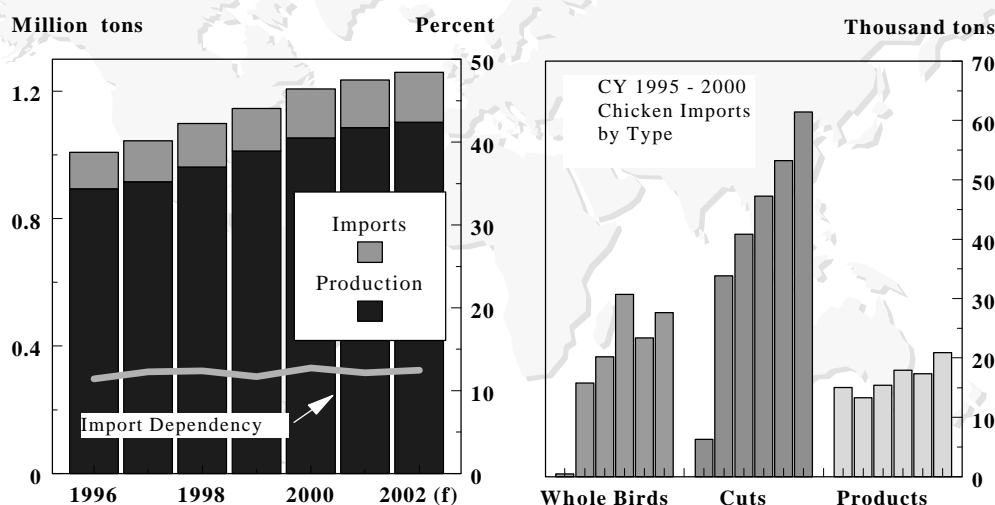 Million tons
Percent
1.2
0.8
0.4
0
50
40
30
20
10
0
Imports
Production
Import Dependency
1996
1998
2000
2002 (f)
Thousand tons
CY 1995 - 2000
Chicken Imports
by Type
70
60
50
40
30
20
10
0
Whole Birds
Cuts
Products